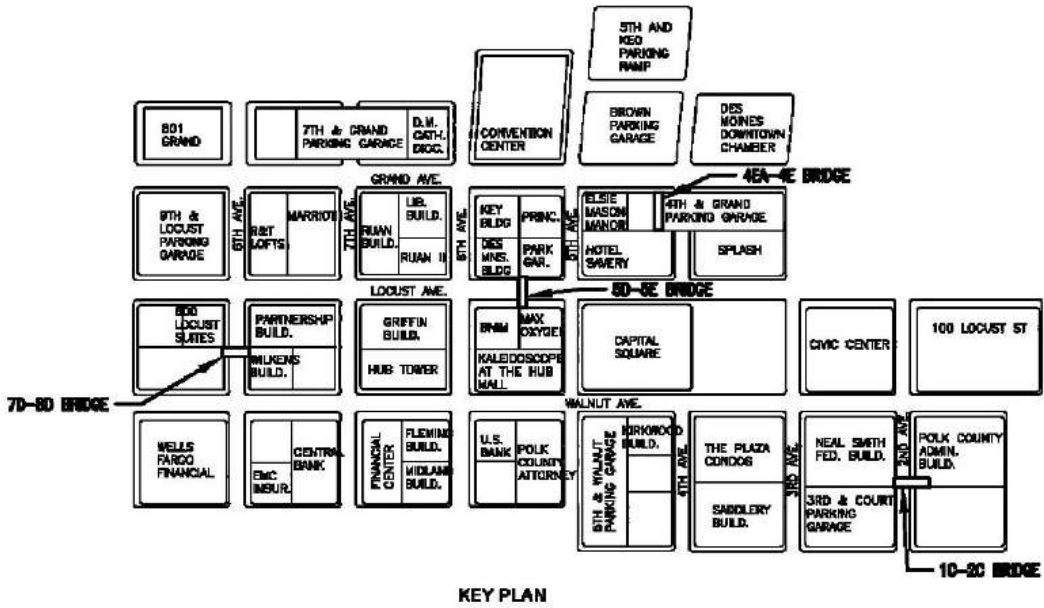 5TH AND
KEO
PARKING
RAMP
801
GRAND
7TH & GRAND
PARKING GARAGE
D.M.
CATH.
DIOC.
CONVENTION
CENTER
BROWN
PARKING
GARAGE
DES
MOINES
DOWNTOWN
CHAMBER
GRAND AVE.
4EA-4E BRIDGE
9TH &
LOCUST
PARKING
GARAGE
8TH AVE.
R&T
LOFTS
MARRIOT
7TH AVE.
RUAN
BUILD.
LIB.
BUILD.
RUAN II
6TH AVE.
KEY
BLDG
PRINC.
DES
MNS.
BLDG
PARK
GAR.
5TH AVE.
ELSIE
MASON
MANOR
HOTEL
SAVERY
4TH & GRAND
PARKING GARAGE
SPLASH
LOCUST AVE.
5D-5E BRIDGE
800
LOCUST
SUITES
PARTNERSHIP
BUILD.
WILKENS
BUILD.
GRIFFIN
BUILD.
HUB TOWER
BNIM
MAX
OXYGEN
KALEIDOSCOPE
AT THE HUB
MALL
CAPITAL
SQUARE
CIVIC CENTER
100 LOCUST ST
7D-8D BRIDGE
WALNUT AVE.
WELLS
FARGO
FINANCIAL
EMC
INSUR.
CENTRAL
BANK
FINANCIAL
CENTER
FLEMING
BUILD.
MIDLAND
BUILD.
U.S.
BANK
POLK
COUNTY
ATTORNEY
5TH & WALNUT
PARKING GARAGE
KIRKWOOD
BUILD.
4TH AVE.
THE PLAZA
CONDOS
SADDLERY
BUILD.
3RD AVE.
NEAL SMITH
FED. BUILD.
3RD & COURT
PARKING
GARAGE
2ND AVE.
POLK COUNTY
ADMIN.
BUILD.
1C-2C BRIDGE
KEY PLAN